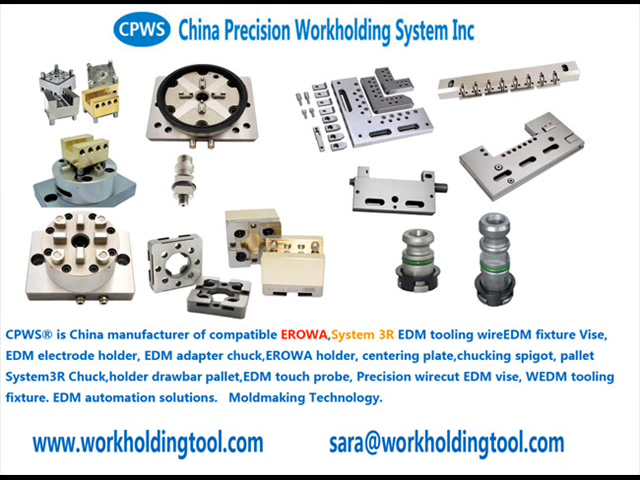 CPWS China Precision Workholding System Inc
CPWS® is China manufacturer of compatible EROWA,System 3R EDM tooling wireEDM fixture Vise,
EDM electrode holder, EDM adapter chuck,EROWA holder, centering plate,chucking spigot, pallet
System3R Chuck,holder drawbar pallet,EDM touch probe, Precision wirecut EDM vise, WEDM tooling
fixture. EDM automation solutions. Moldmaking Technology.
www.workholdingtool.com sara@workholdingtool.com